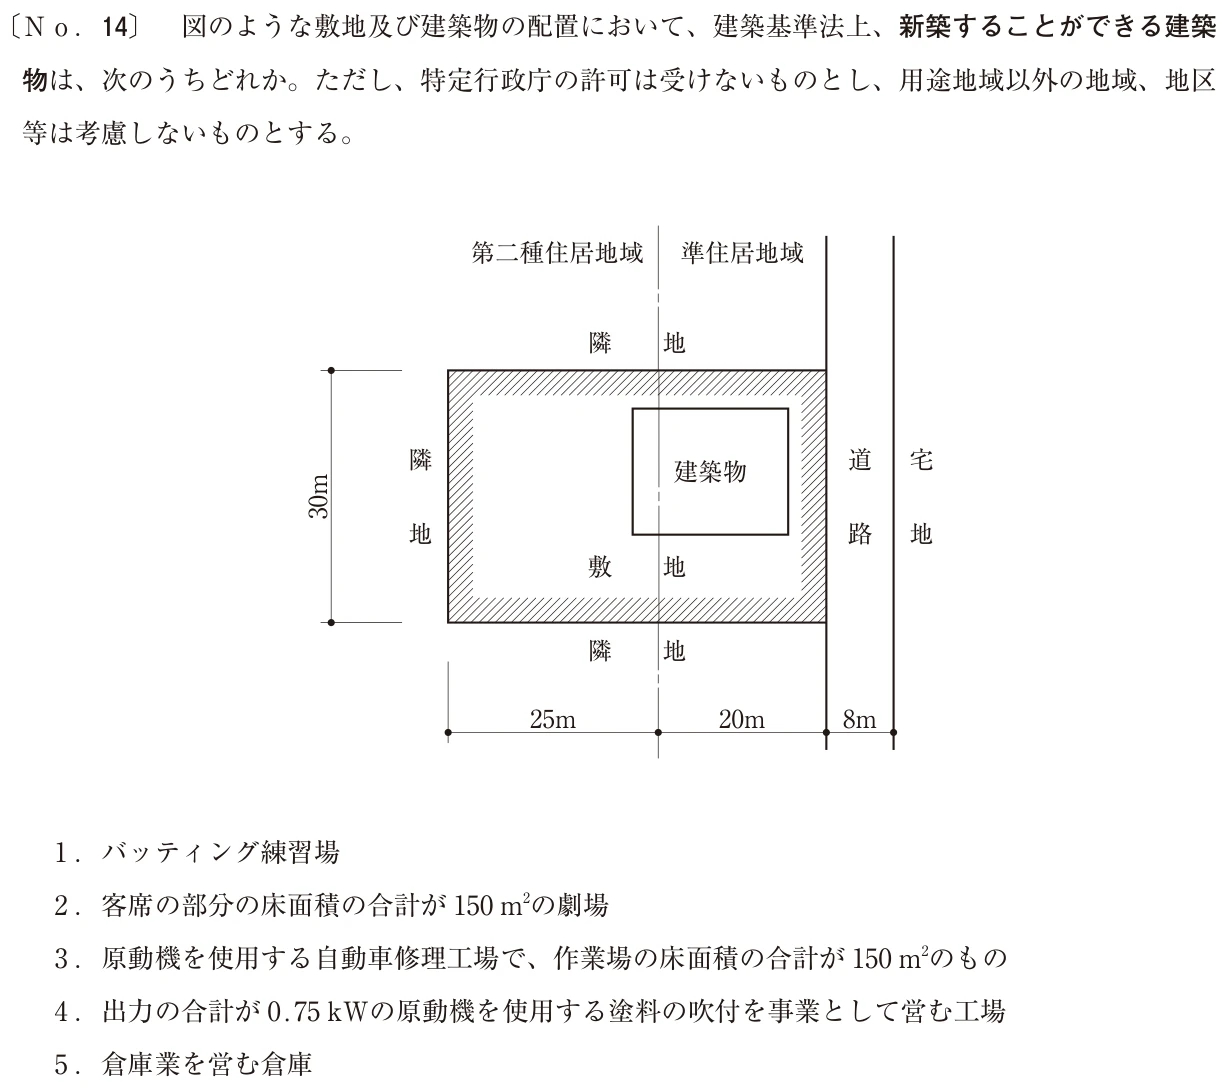 〔Ｎｏ．14〕　図のような敷地及び建築物の配置において、建築基準法上、新築することができる建築
物は、次のうちどれか。ただし、特定行政庁の許可は受けないものとし、用途地域以外の地域、地区
等は考慮しないものとする。
第二種住居地域　準住居地域
隣　地
隣地
30m
建築物
道路
宅地
敷　地
隣　地
25m　20m　8m
1．バッティング練習場
2．客席の部分の床面積の合計が 150 m²の劇場
3．原動機を使用する自動車修理工場で、作業場の床面積の合計が 150 m²のもの
4．出力の合計が 0.75 kWの原動機を使用する塗料の吹付を事業として営む工場
5．倉庫業を営む倉庫